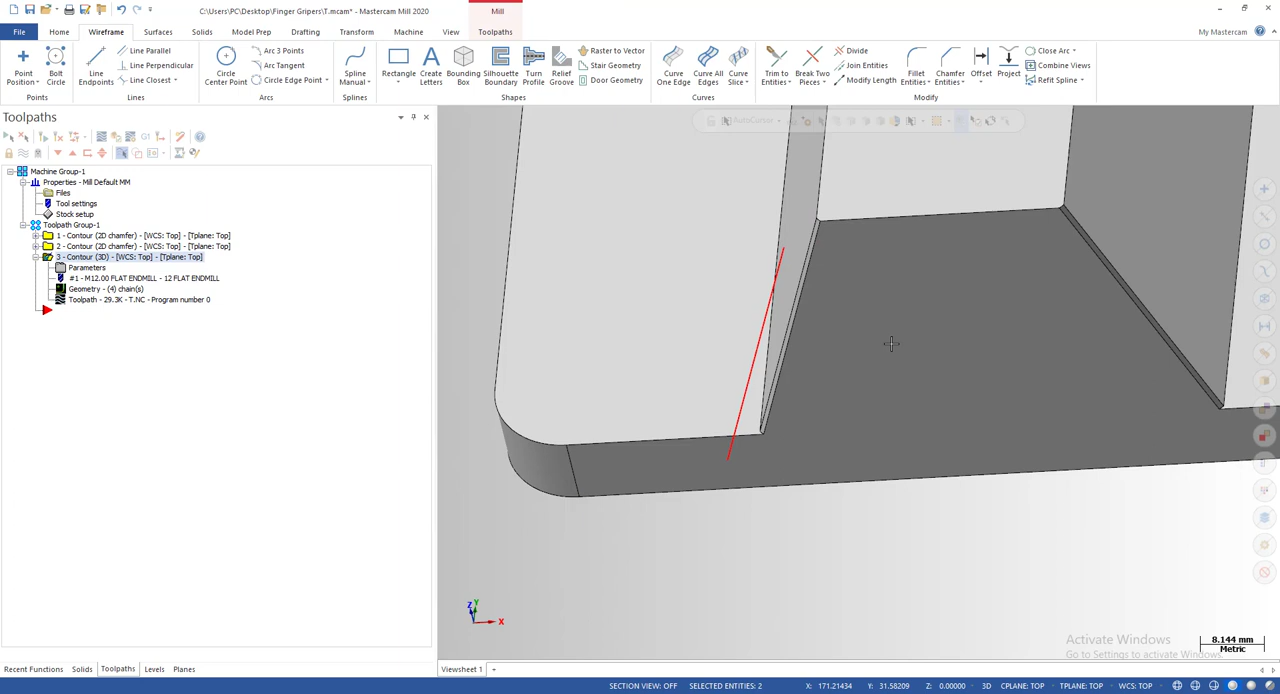 C:\Users\PC\Desktop\Finger Gripers\T.mcam* - Mastercam Mill 2020
Mill
File
Home
Wireframe
Surfaces
Solids
Model Prep
Drafting
Transform
Machine
View
Toolpaths
My Mastercam
Point Position
Bolt Circle
Points
Line Endpoints
Line Parallel
Line Perpendicular
Line Closest
Lines
Circle Center Point
Arc 3 Points
Arc Tangent
Circle Edge Point
Arcs
Spline Manual
Splines
Rectangle
Create Letters
Bounding Box
Silhouette Boundary
Turn Profile
Relief Groove
Raster to Vector
Stair Geometry
Door Geometry
Shapes
Curve One Edge
Curve All Edges
Curve Slice
Curves
Trim to Entities
Break Two Pieces
Divide
Join Entities
Modify Length
Fillet Entities
Chamfer Entities
Offset
Project
Close Arc
Combine Views
Refit Spline
Modify
Toolpaths
AutoCursor
G1
Machine Group-1
Properties - Mill Default MM
Files
Tool settings
Stock setup
Toolpath Group-1
1 - Contour (2D chamfer) - [WCS: Top] - [Tplane: Top]
2 - Contour (2D chamfer) - [WCS: Top] - [Tplane: Top]
3 - Contour (3D) - [WCS: Top] - [Tplane: Top]
Parameters
#1 - M12.00 FLAT ENDMILL - 12 FLAT ENDMILL
Geometry - (4) chain(s)
Toolpath - 29.3K - T.NC - Program number 0
Z Y
X
Activate Windows
Go to Settings to activate Windows.
8.144 mm
Metric
Recent Functions
Solids
Toolpaths
Levels
Planes
Viewsheet 1
SECTION VIEW: OFF
SELECTED ENTITIES: 2
X: 171.21434
Y: 31.58209
Z: 0.00000
3D
CPLANE: TOP
TPLANE: TOP
WCS: TOP